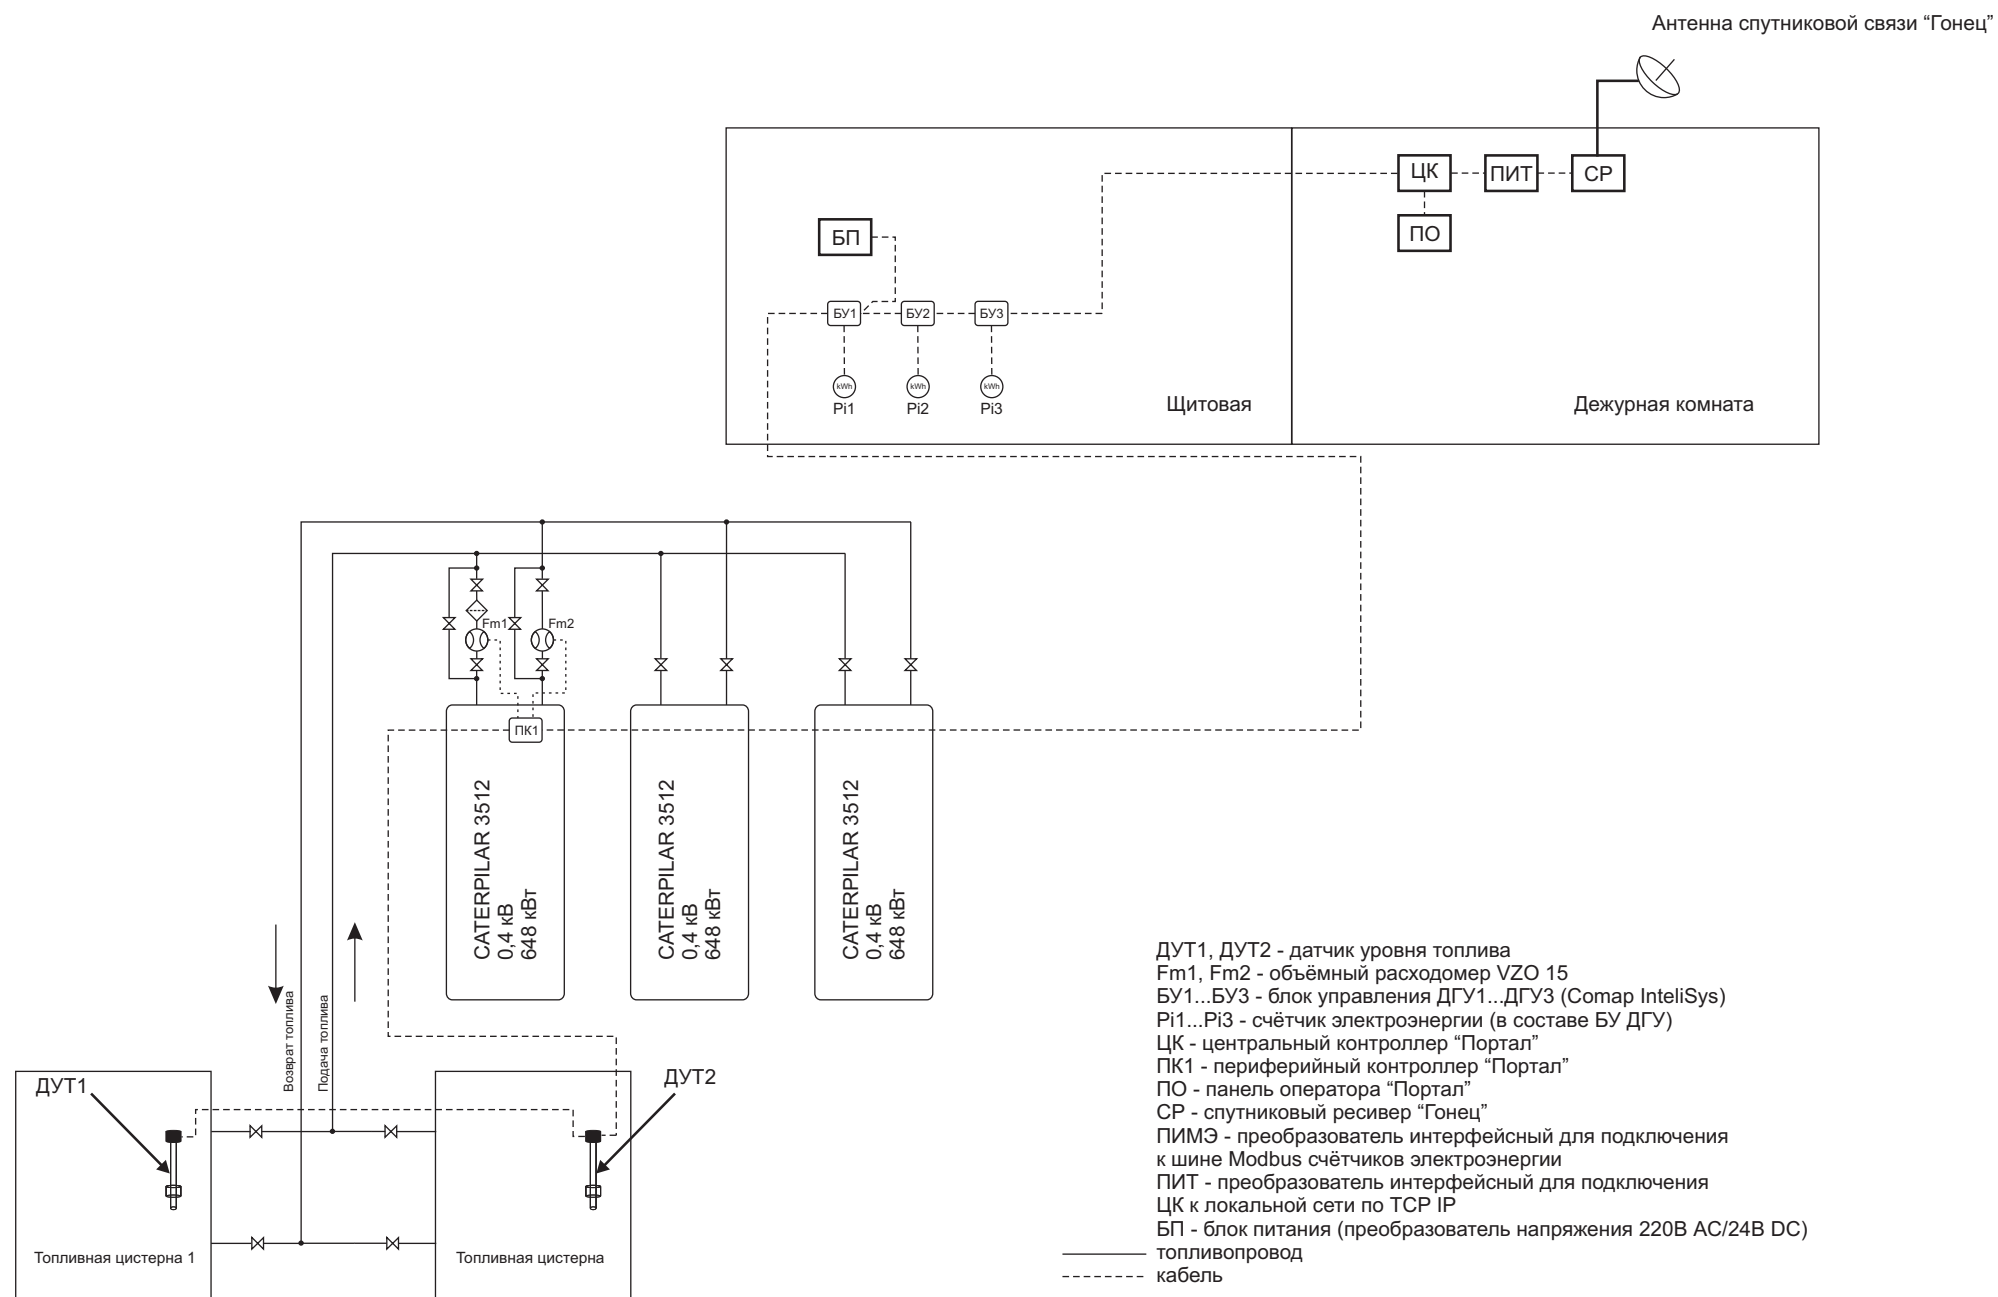 Антенна спутниковой связи “Гонец”
ЦК
ПИТ
СР
ПО
БП
БУ1
БУ2
БУ3
kWh
kWh
kWh
Pi1
Pi2
Pi3
Щитовая
Дежурная комната
Fm1
Fm2
ПК1
CATERPILAR 3512
0,4 кВ
648 кВт
CATERPILAR 3512
0,4 кВ
648 кВт
CATERPILAR 3512
0,4 кВ
648 кВт
Возврат топлива
Подача топлива
ДУТ1
ДУТ2
Топливная цистерна 1
Топливная цистерна
ДУТ1, ДУТ2 - датчик уровня топлива
Fm1, Fm2 - объёмный расходомер VZO 15
БУ1...БУ3 - блок управления ДГУ1...ДГУ3 (Comap InteliSys)
Pi1...Pi3 - счётчик электроэнергии (в составе БУ ДГУ)
ЦК - центральный контроллер “Портал”
ПК1 - периферийный контроллер “Портал”
ПО - панель оператора “Портал”
СР - спутниковый ресивер “Гонец”
ПИМЭ - преобразователь интерфейсный для подключения
к шине Modbus счётчиков электроэнергии
ПИТ - преобразователь интерфейсный для подключения
ЦК к локальной сети по TCP IP
БП - блок питания (преобразователь напряжения 220В AC/24В DC)
топливопровод
кабель